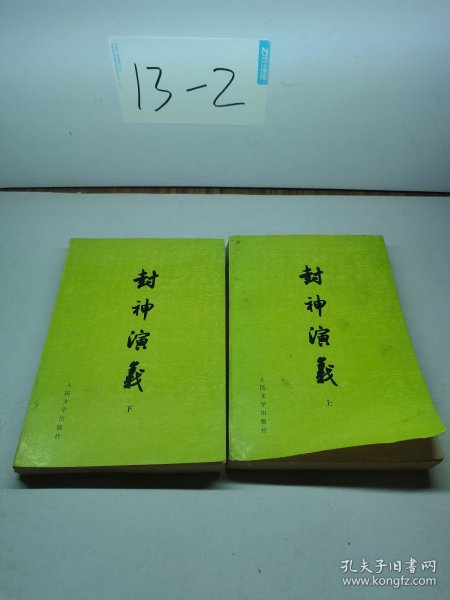 13-2
封神演義
下
人民文学出版社
封神演義
上
人民文学出版社
孔夫子旧书网
www.kongfz.com